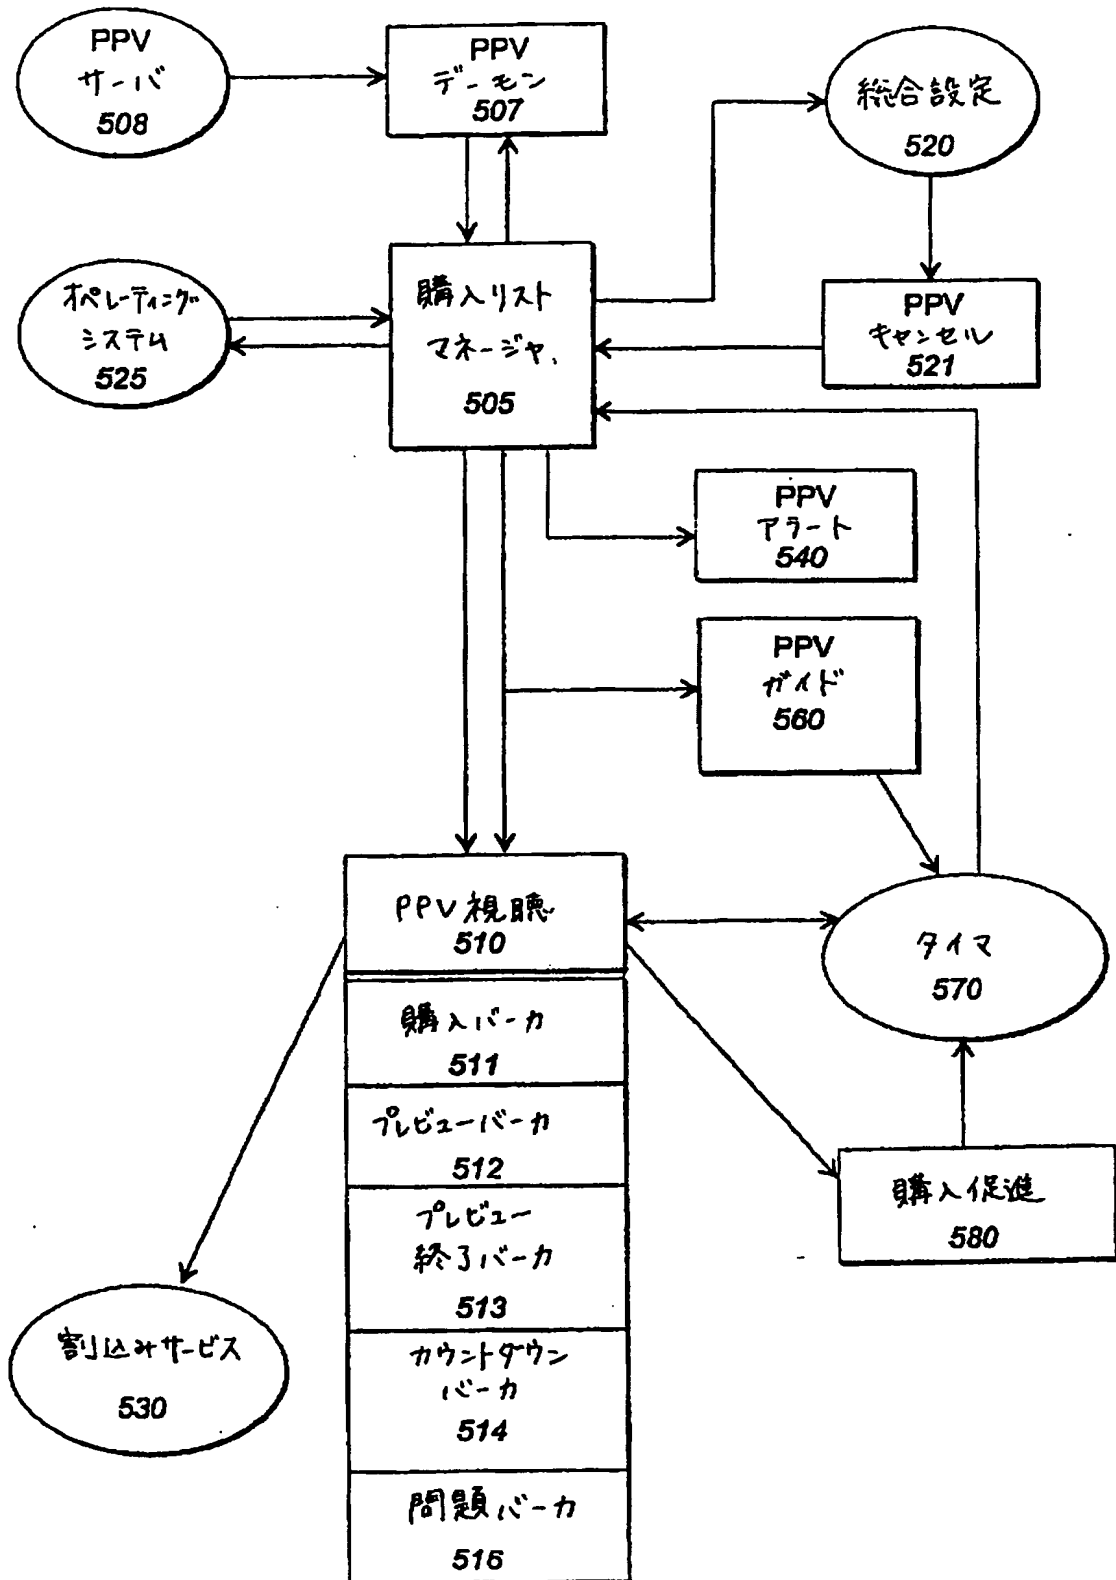 PPV
サーバ
508
PPV
デーモン
507
総合設定
520
オペレーティング
システム
525
購入リスト
マネージャ
505
PPV
キャンセル
521
PPV
アラート
540
PPV
ガイド
560
PPV視聴
510
タイマ
570
購入バーカ
511
プレビューバーカ
512
プレビュー
終了バーカ
513
カウントダウン
バーカ
514
問題バーカ
516
購入促進
580
割込みサービス
530